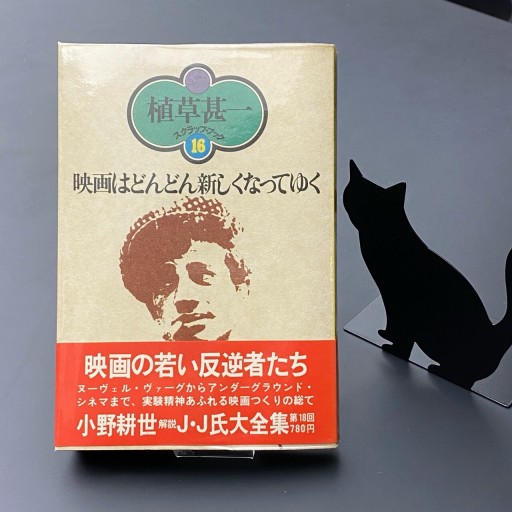 植草甚一
スクラップ・ブック
16
映画はどんどん新しくなってゆく
映画の若い反逆者たち
ヌーヴェル・ヴァーグからアンダーグラウンド・
シネマまで、実験精神あふれる映画つくりの総て
小野耕世解説J・J氏大全集第18回
780円